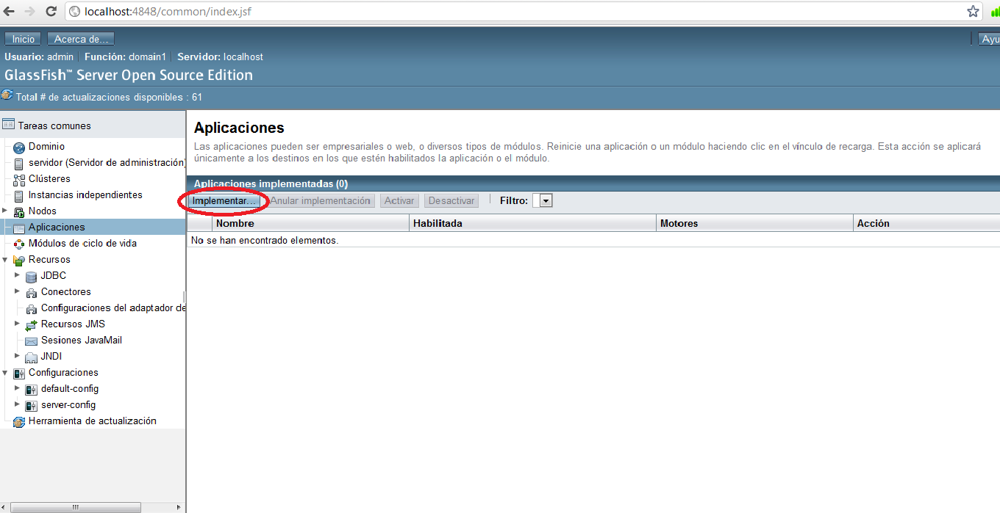 localhost:4848/common/index.jsf
Inicio Acerca de...
Usuario: admin Función: domain1 Servidor: localhost
GlassFish™ Server Open Source Edition
Total # de actualizaciones disponibles : 61
Tareas comunes
Dominio
servidor (Servidor de administración)
Clústeres
Instancias independientes
Nodos
Aplicaciones
Módulos de ciclo de vida
Recursos
JDBC
Conectores
Configuraciones del adaptador de
Recursos JMS
Sesiones JavaMail
JNDI
Configuraciones
default-config
server-config
Herramienta de actualización
Aplicaciones
Las aplicaciones pueden ser empresariales o web, o diversos tipos de módulos. Reinicie una aplicación o un módulo haciendo clic en el vínculo de recarga. Esta acción se aplicará
únicamente a los destinos en los que estén habilitados la aplicación o el módulo.
Aplicaciones implementadas (0)
Implementar... Anular implementación Activar Desactivar Filtro:
Nombre Habilitada Motores Acción
No se han encontrado elementos.